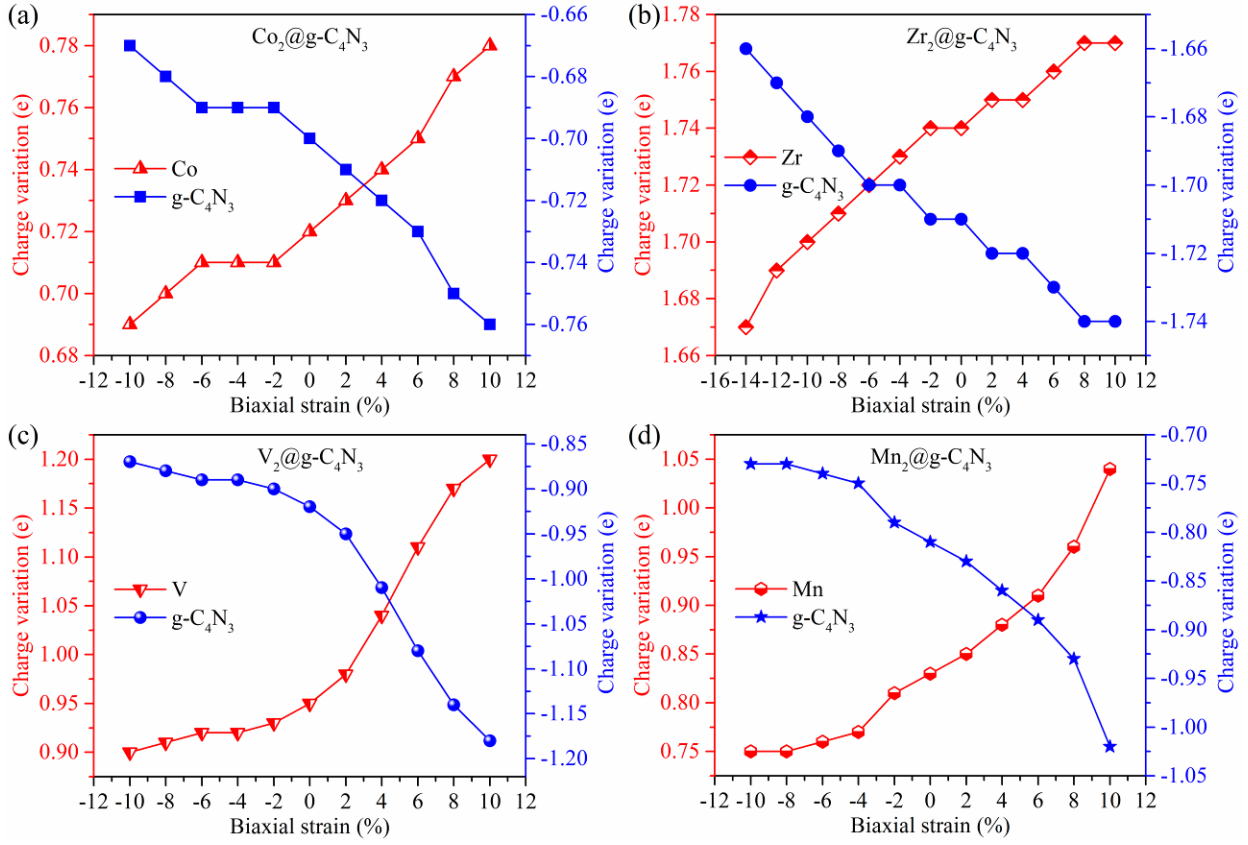 (a)
Co2@g-C4N3
Charge variation (e)
0.78
0.76
0.74
0.72
0.70
0.68
Co
g-C4N3
-0.66
-0.68
-0.70
-0.72
-0.74
-0.76
Charge variation (e)
-12 -10 -8 -6 -4 -2 0 2 4 6 8 10 12
Biaxial strain (%)
(b)
Zr2@g-C4N3
Charge variation (e)
1.78
1.76
1.74
1.72
1.70
1.68
1.66
Zr
g-C4N3
-1.66
-1.68
-1.70
-1.72
-1.74
Charge variation (e)
-16 -14 -12 -10 -8 -6 -4 -2 0 2 4 6 8 10 12
Biaxial strain (%)
(c)
V2@g-C4N3
Charge variation (e)
1.20
1.15
1.10
1.05
1.00
0.95
0.90
V
g-C4N3
-0.85
-0.90
-0.95
-1.00
-1.05
-1.10
-1.15
-1.20
Charge variation (e)
-12 -10 -8 -6 -4 -2 0 2 4 6 8 10 12
Biaxial strain (%)
(d)
Mn2@g-C4N3
Charge variation (e)
1.05
1.00
0.95
0.90
0.85
0.80
0.75
Mn
g-C4N3
-0.70
-0.75
-0.80
-0.85
-0.90
-0.95
-1.00
-1.05
Charge variation (e)
-12 -10 -8 -6 -4 -2 0 2 4 6 8 10 12
Biaxial strain (%)